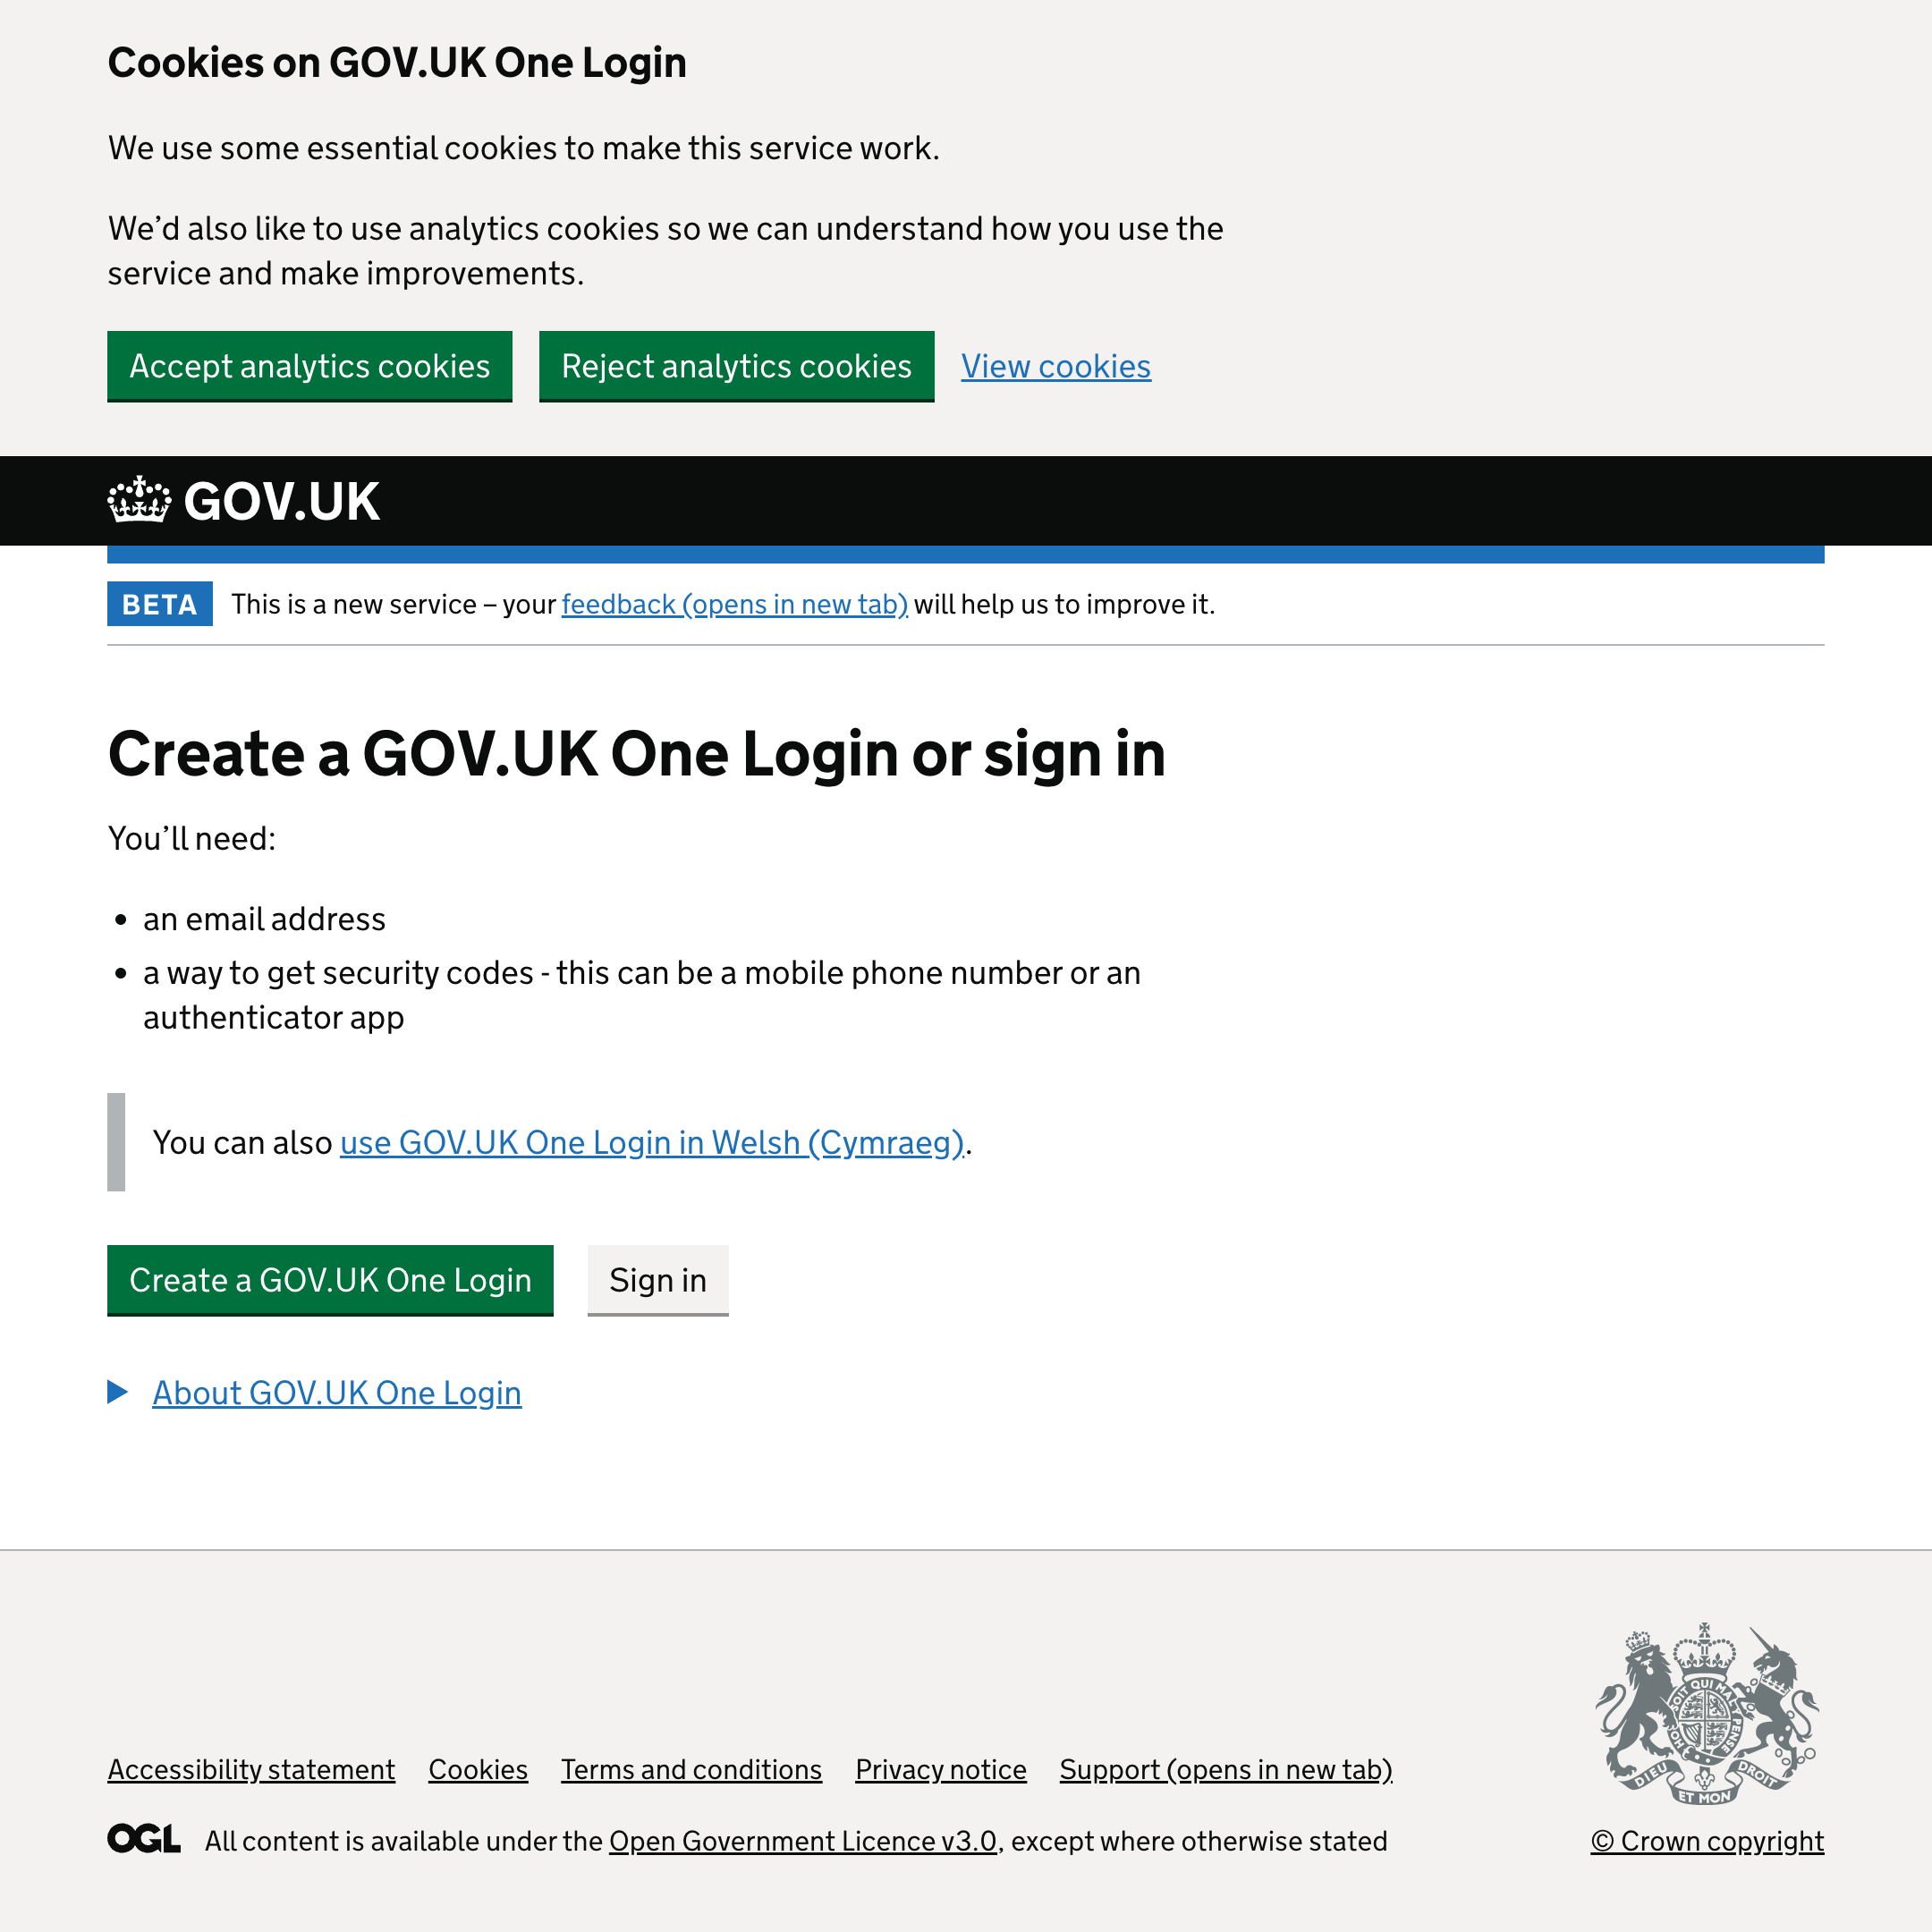 Cookies on GOV.UK One Login
We use some essential cookies to make this service work.
We’d also like to use analytics cookies so we can understand how you use the
service and make improvements.
Accept analytics cookies
Reject analytics cookies
View cookies
GOV.UK
BETA
This is a new service – your feedback (opens in new tab) will help us to improve it.
Create a GOV.UK One Login or sign in
You’ll need:
• an email address
• a way to get security codes - this can be a mobile phone number or an
authenticator app
You can also use GOV.UK One Login in Welsh (Cymraeg).
Create a GOV.UK One Login
Sign in
About GOV.UK One Login
SOIT QUI MAL
PENSE
HO
DIEU
ET MON
DROIT
Accessibility statement
Cookies
Terms and conditions
Privacy notice
Support (opens in new tab)
OGL
All content is available under the Open Government Licence v3.0, except where otherwise stated
© Crown copyright